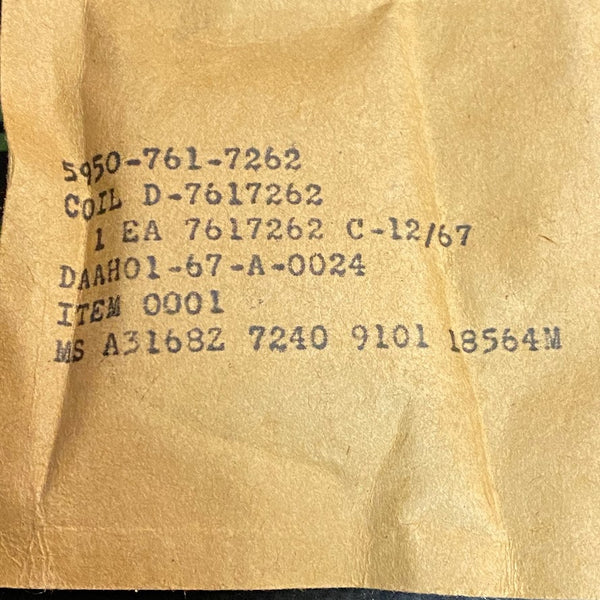 5950-761-7262
COIL D-7617262
1 EA 7617262 C-12/67
DAAH01-67-A-0024
ITEM 0001
MS A3168Z 7240 9101 18564M